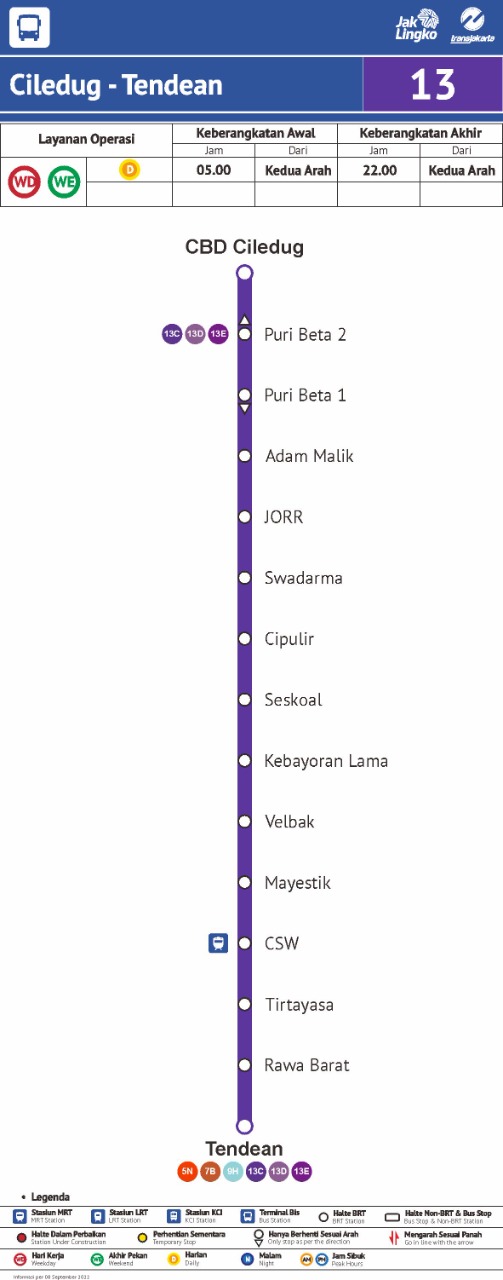 Jak Lingko
transjakarta
Ciledug - Tendean
13
Layanan Operasi
Keberangkatan Awal
Keberangkatan Akhir
Jam Dari Jam Dari
WD WE D 05.00 Kedua Arah 22.00 Kedua Arah
CBD Ciledug
13C 13D 13E Puri Beta 2
Puri Beta 1
Adam Malik
JORR
Swadarma
Cipulir
Seskoal
Kebayoran Lama
Velbak
Mayestik
CSW
Tirtayasa
Rawa Barat
Tendean
5N 7B 9H 13C 13D 13E
• Legenda
Stasiun MRT
MRT Station
Stasiun LRT
LRT Station
Stasiun KCI
KCI Station
Terminal Bis
Bus Station
Halte BRT
BRT Station
Halte Non-BRT & Bus Stop
Bus Stop & Non-BRT Station
Halte Dalam Perbaikan
Station Under Construction
Perhentian Sementara
Temporary Stop
Hanya Berhenti Sesuai Arah
Only stop as per the direction
Mengarah Sesuai Panah
Go in line with the arrow
WD Hari Kerja
Weekday
WE Akhir Pekan
Weekend
D Harian
Daily
N Malam
Night
AM PM Jam Sibuk
Peak Hours
Informasi per 09 September 2022